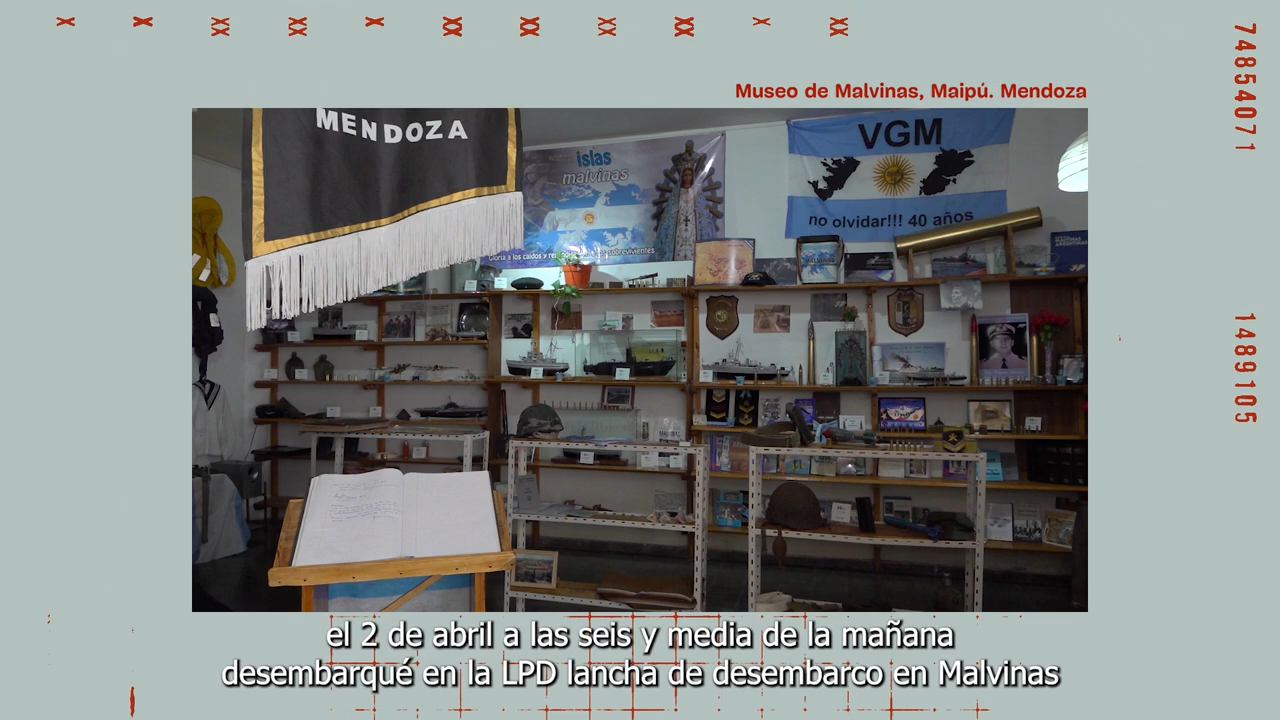 Museo de Malvinas, Maipú. Mendoza
74854071
1489105
MENDOZA
islas
malvinas
VGM
no olvidar!!! 40 años
el 2 de abril a las seis y media de la mañana
desembarqué en la LPD lancha de desembarco en Malvinas